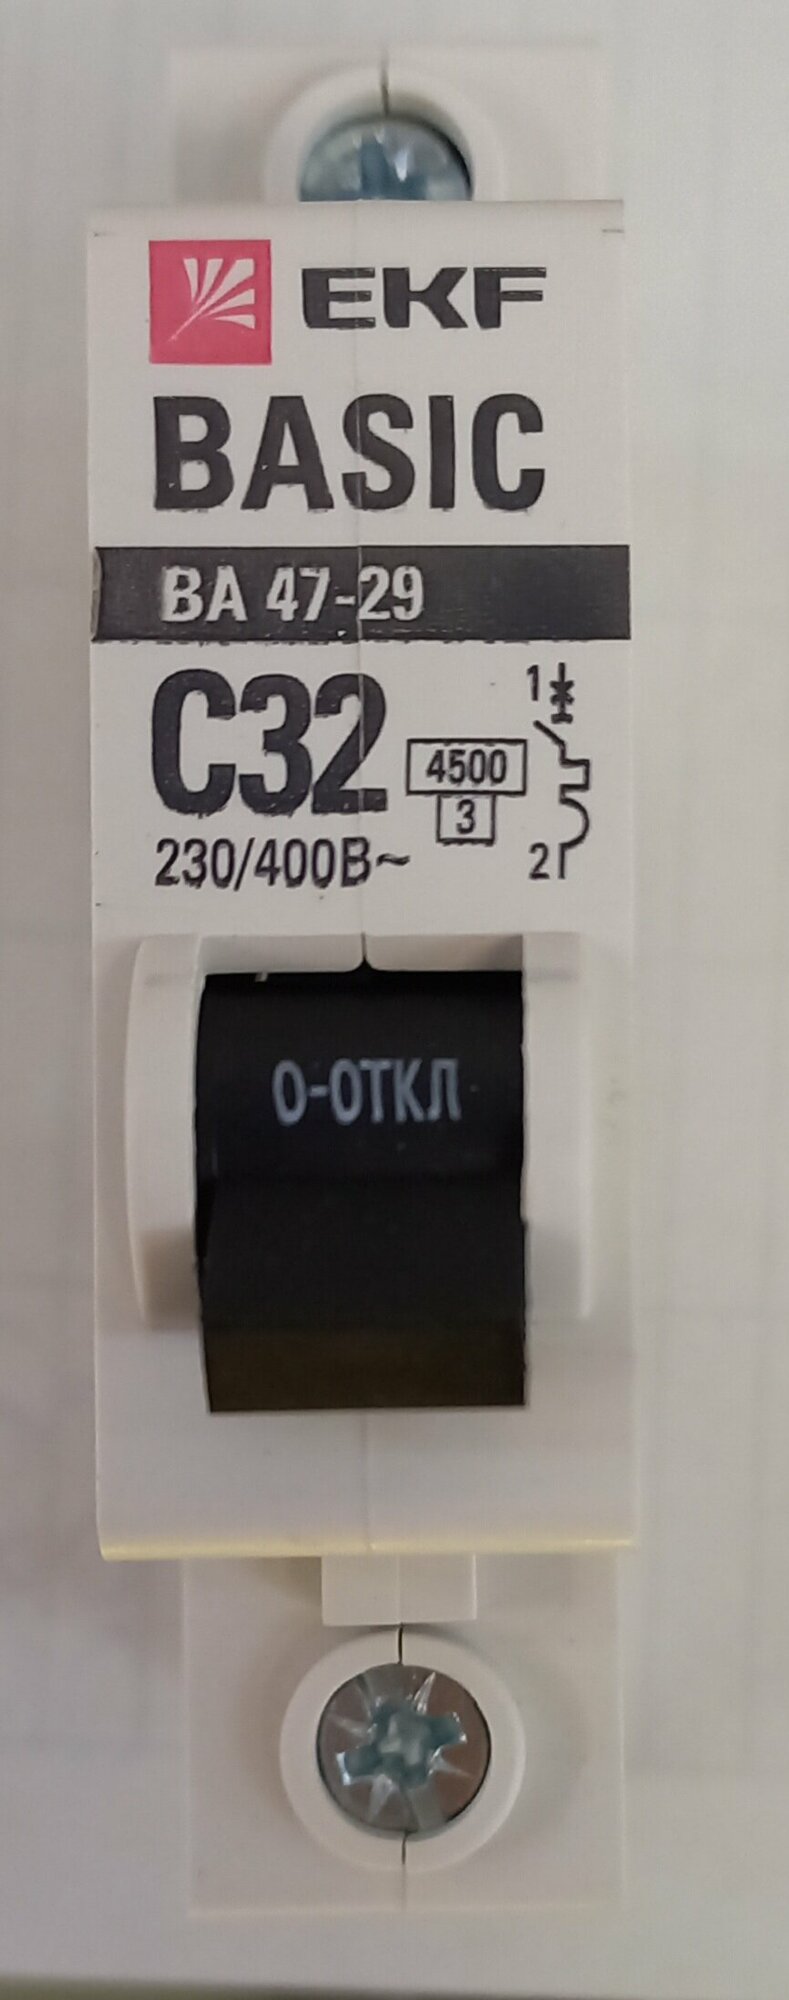 EKF
BASIC
ВА 47-29
C32
1
4500
3
230/400В~
2
О-ОТКЛ